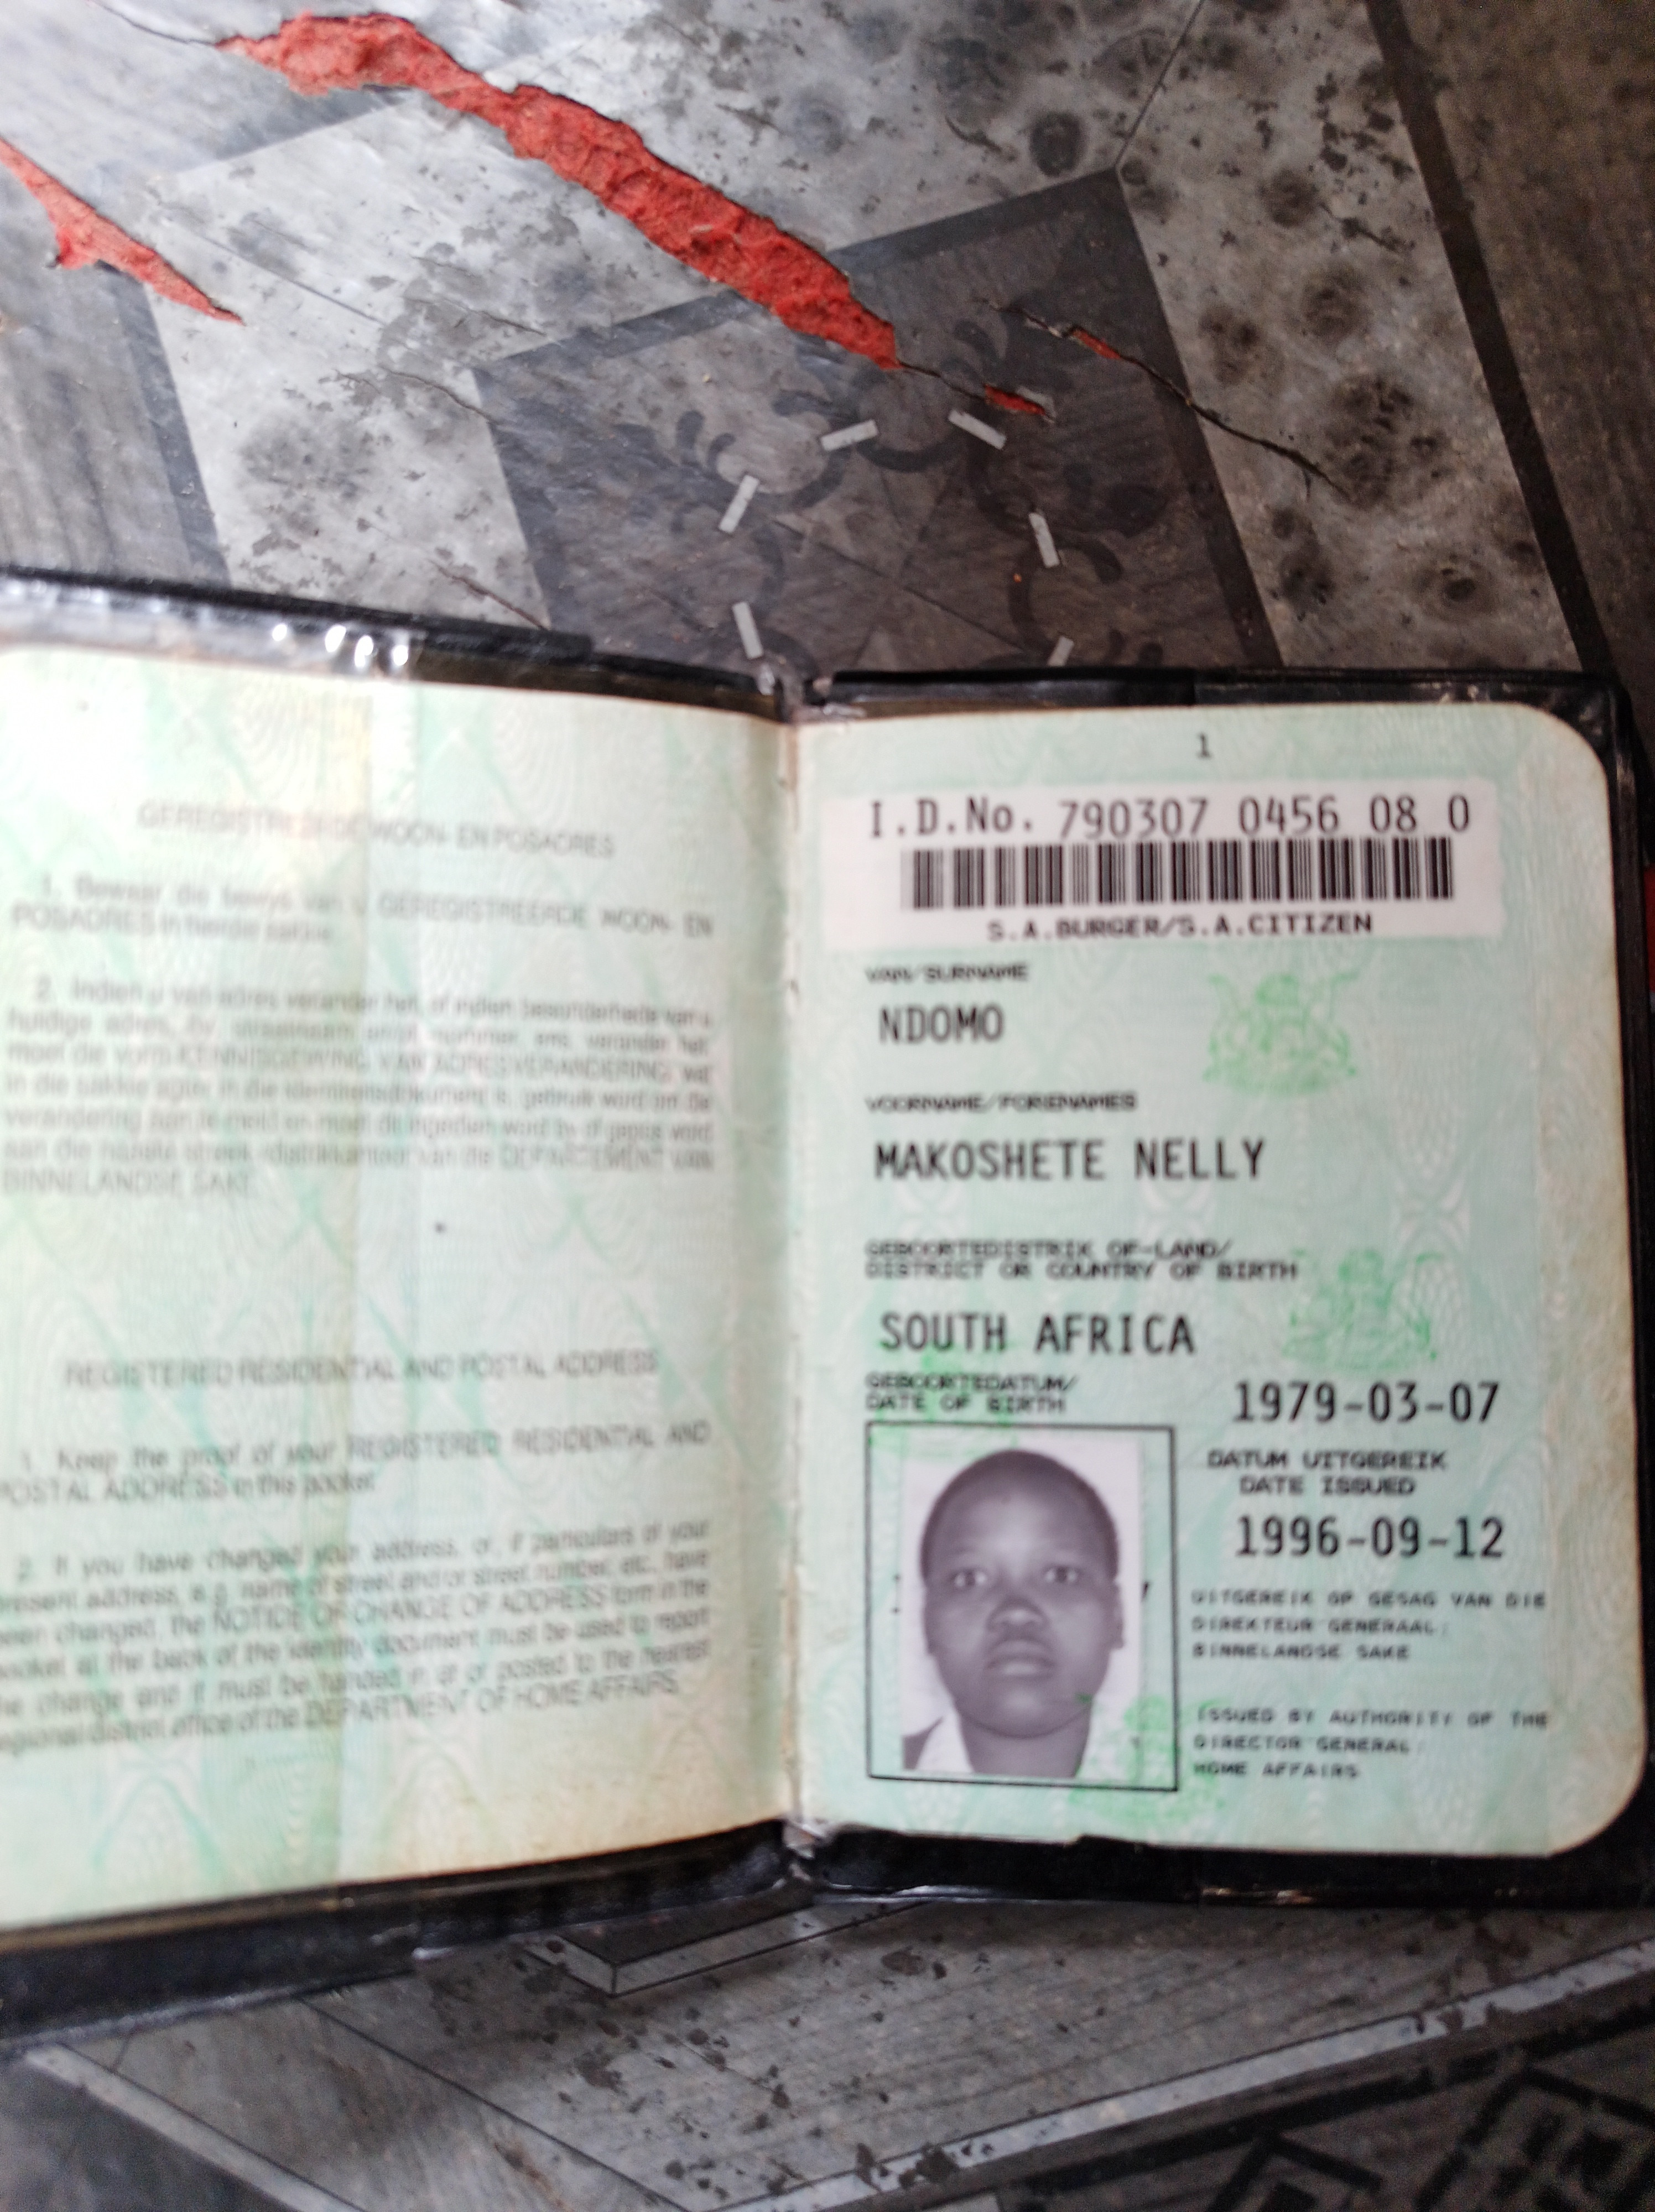 GEREGISTREERDE WOON- EN POSADRES
1. Bewaar die bewys van u GEREGISTREERDE WOON- EN
POSADRES in hierdie sakkie.
2. Indien u van adres verander het, of indien besonderhede van u
huidige adres, bv. straatnaam en/of nommer, ens. verander het,
moet die vorm KENNISGEWING VAN ADRESVERANDERING, wat
in die sakkie agter in die identiteitsdokument is, gebruik word om die
verandering aan te meld en moet dit ingedien word by of gepos word
aan die naaste streek-/distrikkantoor van die DEPARTEMENT VAN
BINNELANDSE SAKE.
REGISTERED RESIDENTIAL AND POSTAL ADDRESS
1. Keep the proof of your REGISTERED RESIDENTIAL AND
POSTAL ADDRESS in this pocket.
2. If you have changed your address, or, if particulars of your
present address, e.g. name of street and/or street number, etc., have
been changed, the NOTICE OF CHANGE OF ADDRESS form in the
pocket at the back of the identity document must be used to report
the change and it must be handed in at or posted to the nearest
regional/district office of the DEPARTMENT OF HOME AFFAIRS.
1
I.D.No. 790307 0456 08 0
S.A.BURGER/S.A.CITIZEN
VAN/SURNAME
NDOMO
VOORNAME/FORENAMES
MAKOSHETE NELLY
GEBOORTEDISTRIK OF-LAND/
DISTRICT OR COUNTRY OF BIRTH
SOUTH AFRICA
GEBOORTEDATUM/
DATE OF BIRTH
1979-03-07
DATUM UITGEREIK
DATE ISSUED
1996-09-12
UITGEREIK OP GESAG VAN DIE
DIREKTEUR-GENERAAL:
BINNELANDSE SAKE
ISSUED BY AUTHORITY OF THE
DIRECTOR-GENERAL:
HOME AFFAIRS